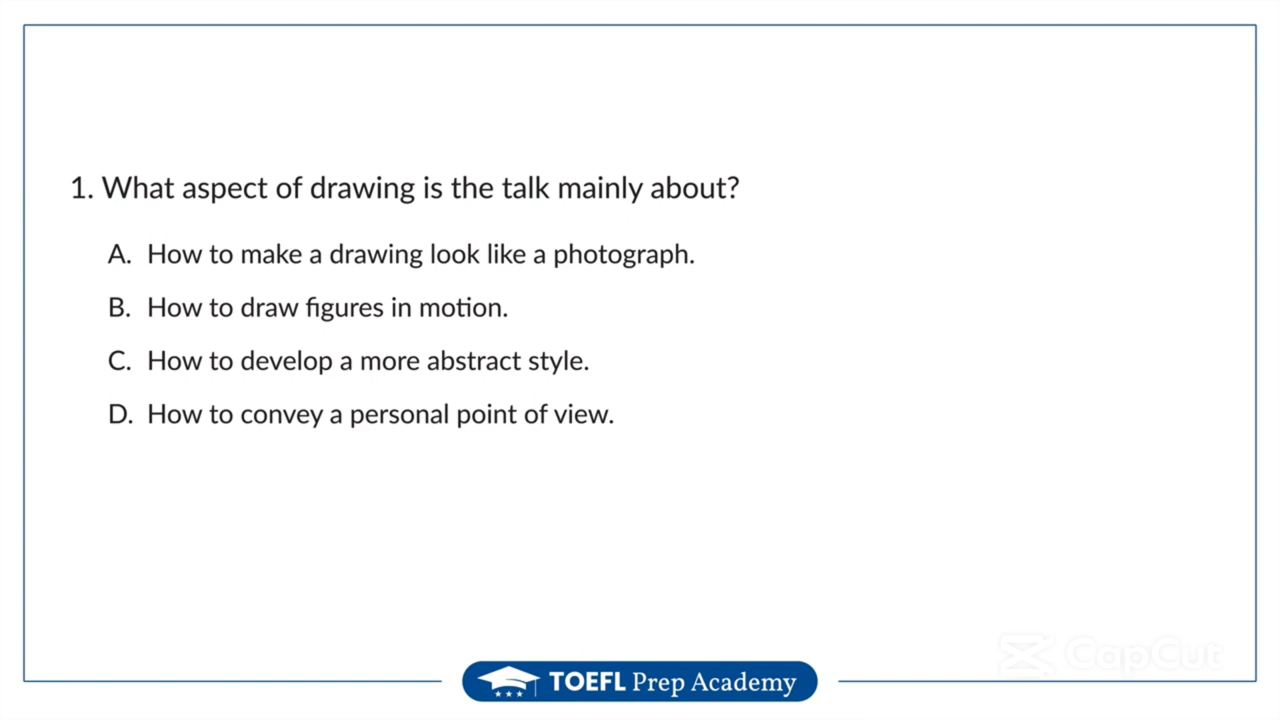 1. What aspect of drawing is the talk mainly about?
A. How to make a drawing look like a photograph.
B. How to draw figures in motion.
C. How to develop a more abstract style.
D. How to convey a personal point of view.
CapCut
TOEFL Prep Academy